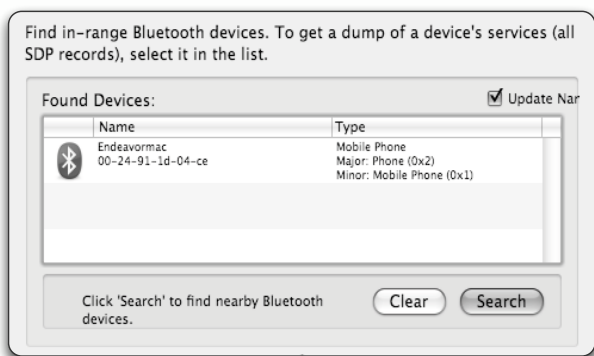 Find in-range Bluetooth devices. To get a dump of a device's services (all
SDP records), select it in the list.
Found Devices:
Update Nar
Name
Type
Endeavormac
Mobile Phone
00-24-91-1d-04-ce
Major: Phone (0x2)
Minor: Mobile Phone (0x1)
Click 'Search' to find nearby Bluetooth
devices.
Clear
Search